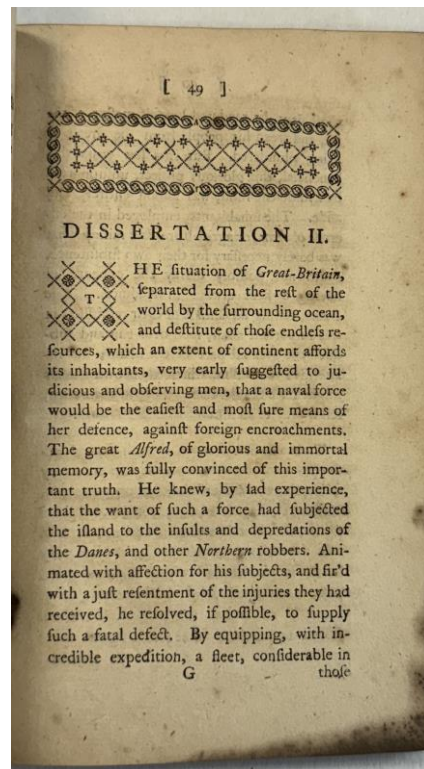 [ 49 ]
DISSERTATION II.
THE ſituation of Great-Britain,
ſeparated from the reſt of the
world by the ſurrounding ocean,
and deſtitute of thoſe endleſs re-
ſources, which an extent of continent affords
its inhabitants, very early ſuggeſted to ju-
dicious and obſerving men, that a naval force
would be the eaſieſt and moſt ſure means of
her defence, againſt foreign encroachments.
The great Alfred, of glorious and immortal
memory, was fully convinced of this impor-
tant truth. He knew, by ſad experience,
that the want of ſuch a force had ſubjected
the iſland to the inſults and depredations of
the Danes, and other Northern robbers. Ani-
mated with affection for his ſubjects, and fir'd
with a juſt reſentment of the injuries they had
received, he reſolved, if poſſible, to ſupply
ſuch a fatal defect. By equipping, with in-
credible expedition, a fleet, conſiderable in
G thoſe